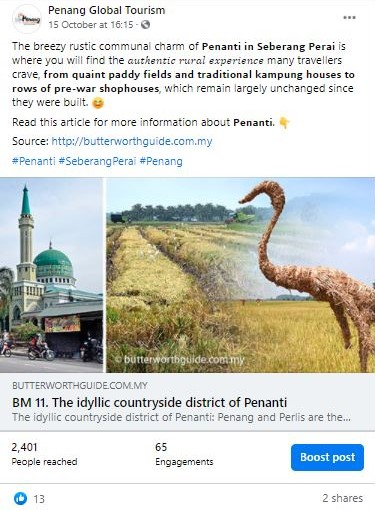 Penang Global Tourism
15 October at 16:15 ·
The breezy rustic communal charm of Penanti in Seberang Perai is
where you will find the authentic rural experience many travellers
crave, from quaint paddy fields and traditional kampung houses to
rows of pre-war shophouses, which remain largely unchanged since
they were built. 😊
Read this article for more information about Penanti. 👇
Source: http://butterworthguide.com.my
#Penanti #SeberangPerai #Penang
© butterworthguide.com.my
BUTTERWORTHGUIDE.COM.MY
BM 11. The idyllic countryside district of Penanti
The idyllic countryside district of Penanti: Penang and Perlis are the...
2,401
People reached
65
Engagements
Boost post
13
2 shares